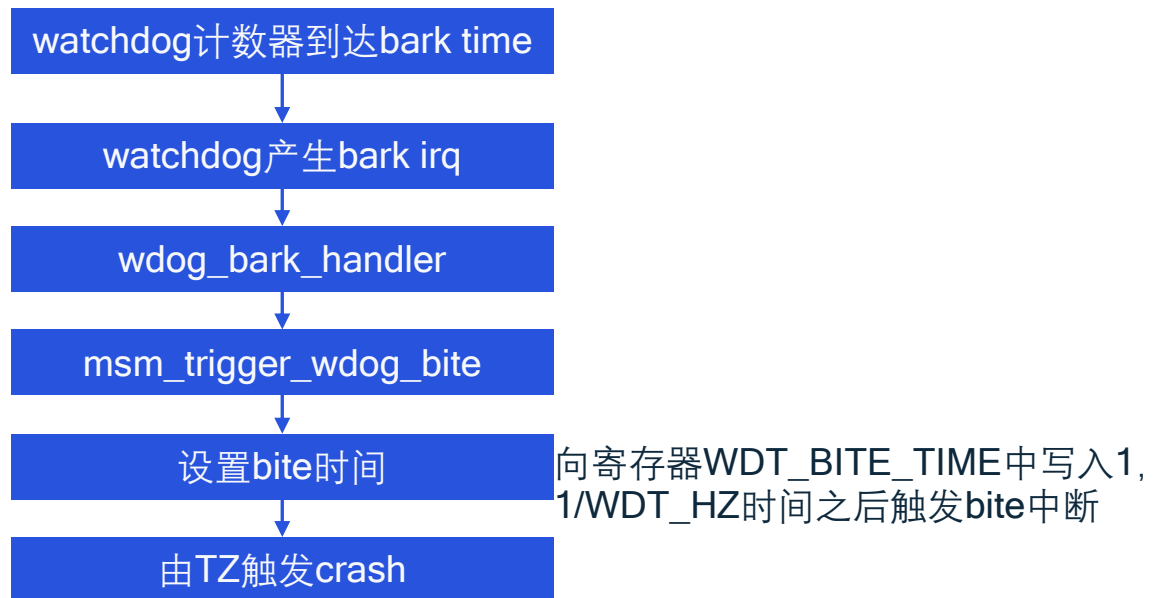 watchdog计数器到达bark time
watchdog产生bark irq
wdog_bark_handler
msm_trigger_wdog_bite
设置bite时间
向寄存器WDT_BITE_TIME中写入1,
1/WDT_HZ时间之后触发bite中断
由TZ触发crash